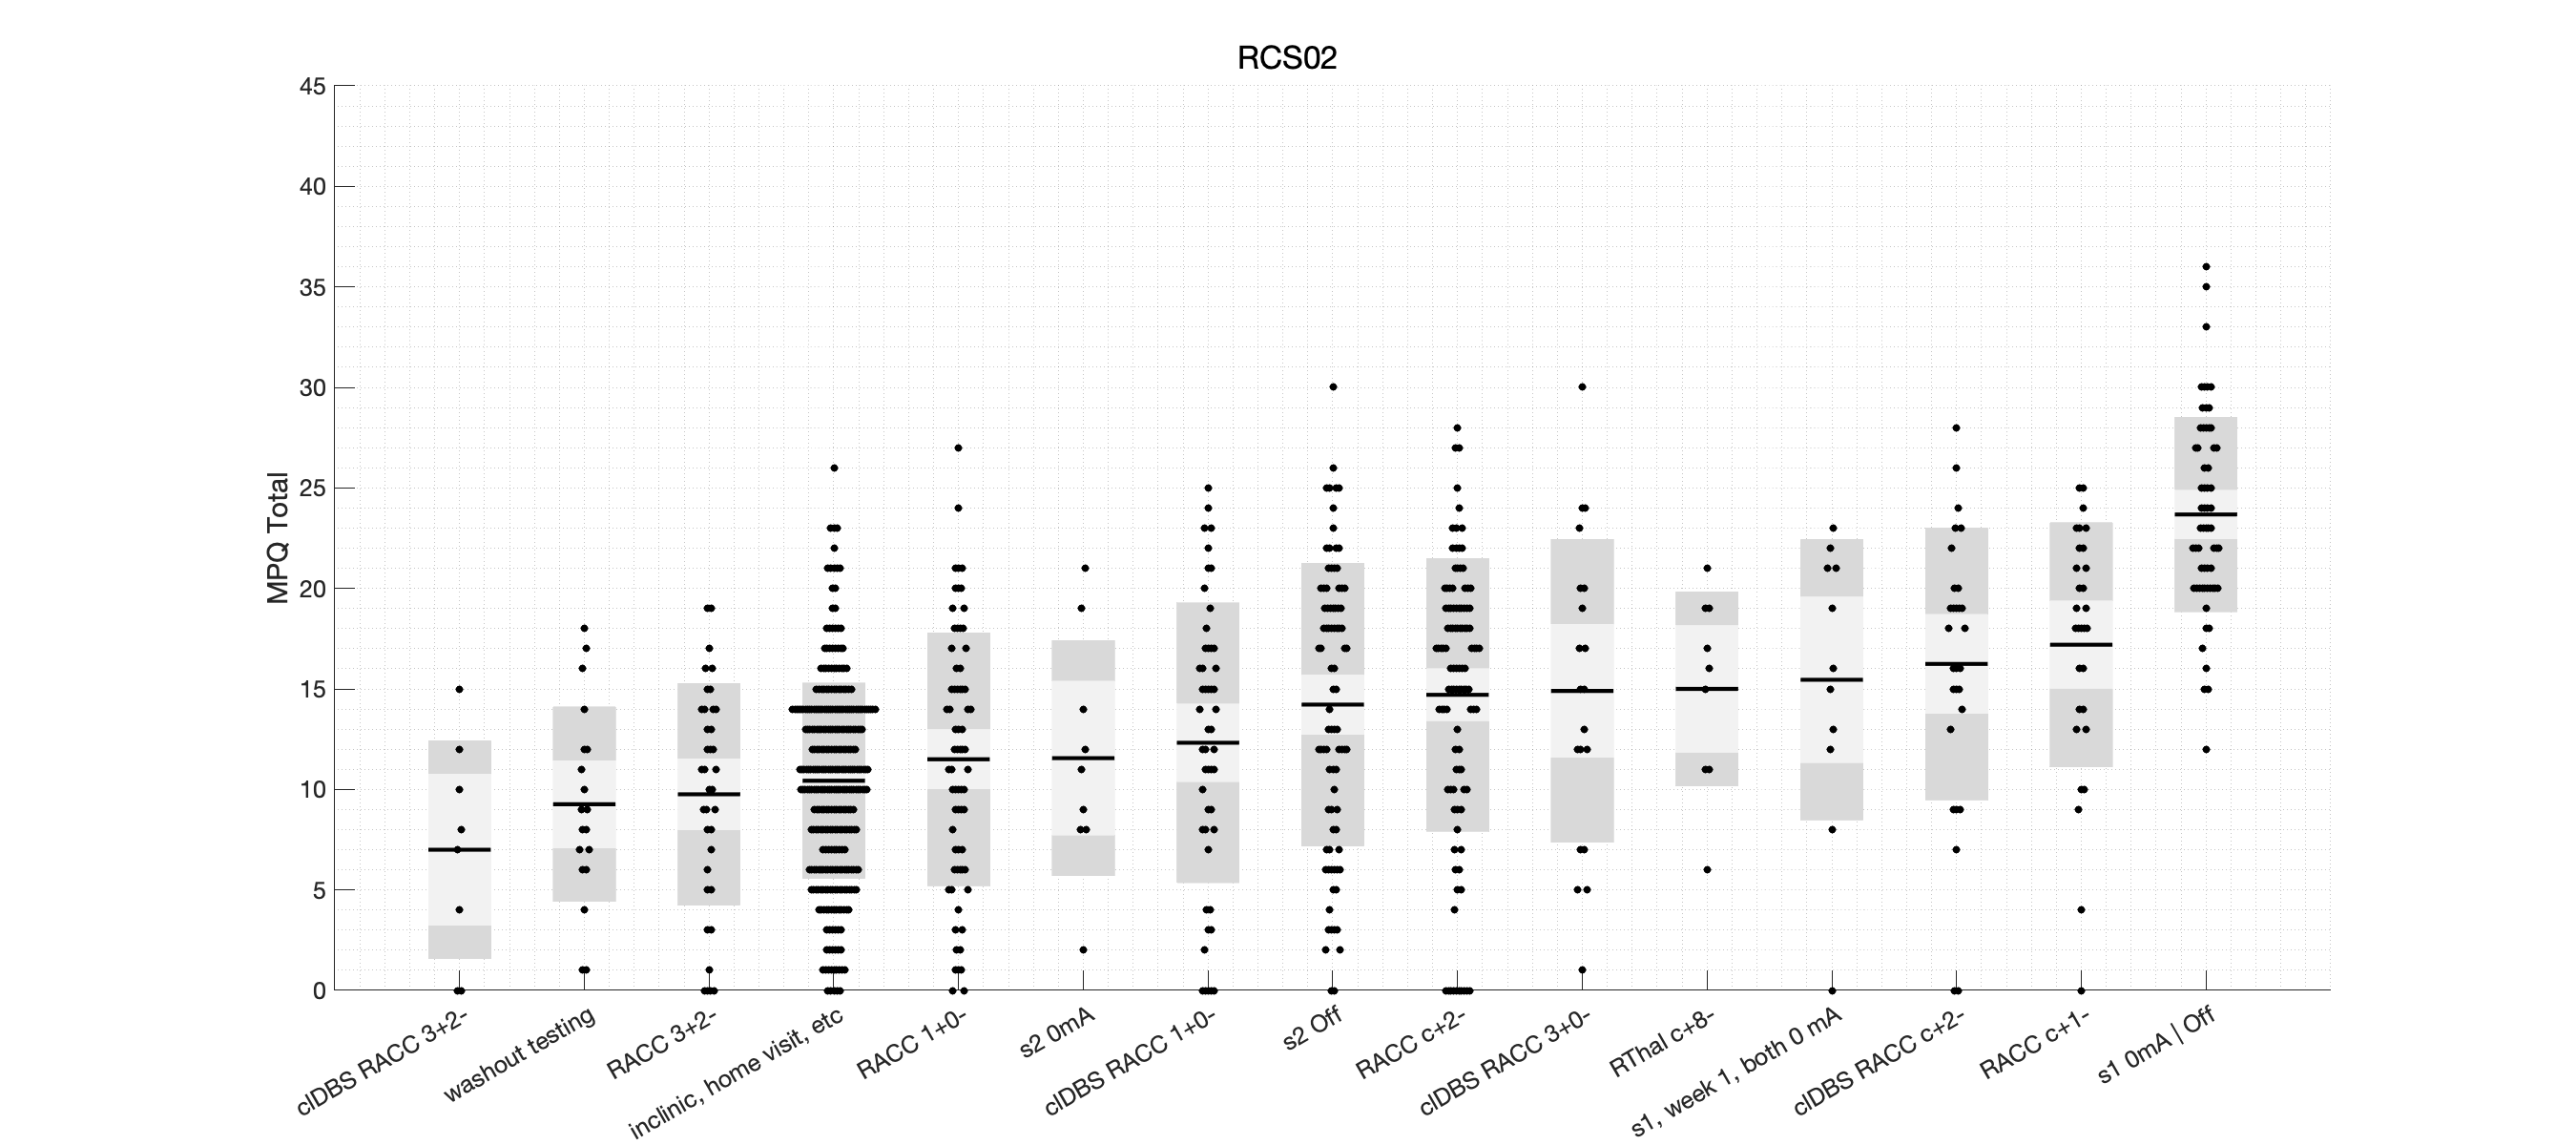 RCS02
MPQ Total
45
40
35
30
25
20
15
10
5
0
clDBS RACC 3+2-
washout testing
RACC 3+2-
inclinic, home visit, etc
RACC 1+0-
s2 0mA
clDBS RACC 1+0-
s2 Off
RACC c+2-
clDBS RACC 3+0-
RThal c+8-
s1, week 1, both 0 mA
clDBS RACC c+2-
RACC c+1-
s1 0mA | Off